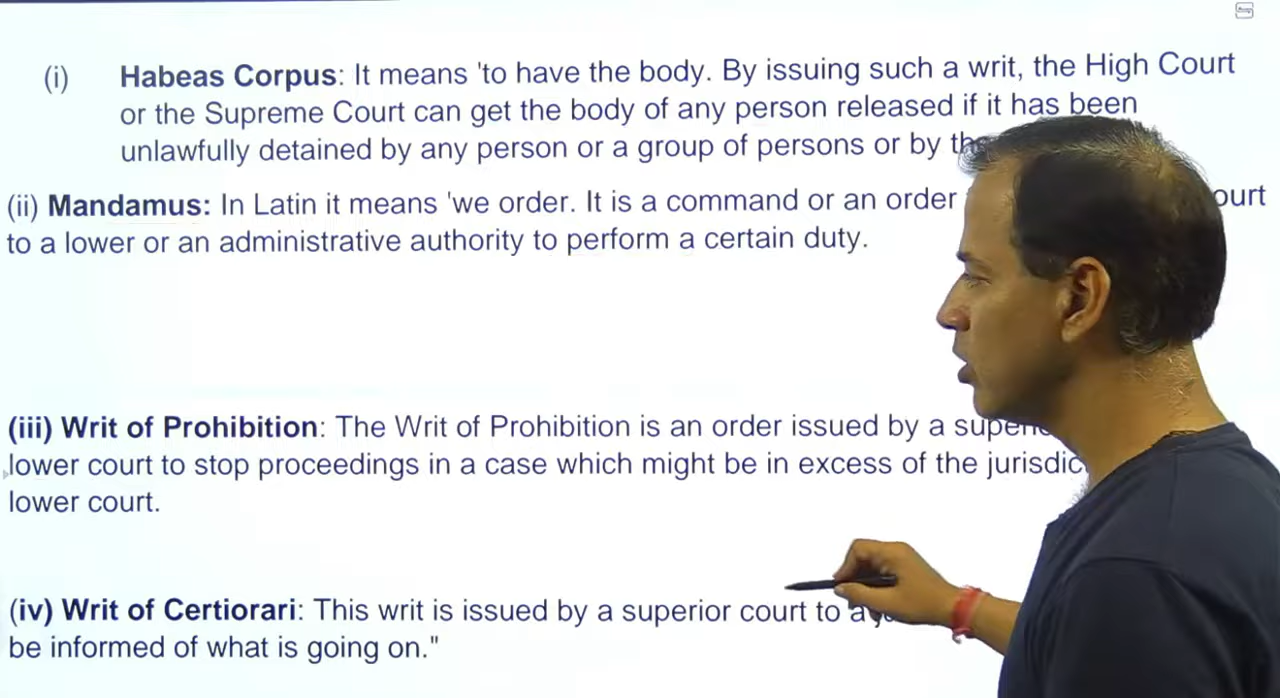 (i) Habeas Corpus: It means 'to have the body. By issuing such a writ, the High Court
or the Supreme Court can get the body of any person released if it has been
unlawfully detained by any person or a group of persons or by
(ii) Mandamus: In Latin it means 'we order. It is a command or an order
to a lower or an administrative authority to perform a certain duty.
(iii) Writ of Prohibition: The Writ of Prohibition is an order issued by a
lower court to stop proceedings in a case which might be in excess of the
lower court.
(iv) Writ of Certiorari: This writ is issued by a superior court to
be informed of what is going on."